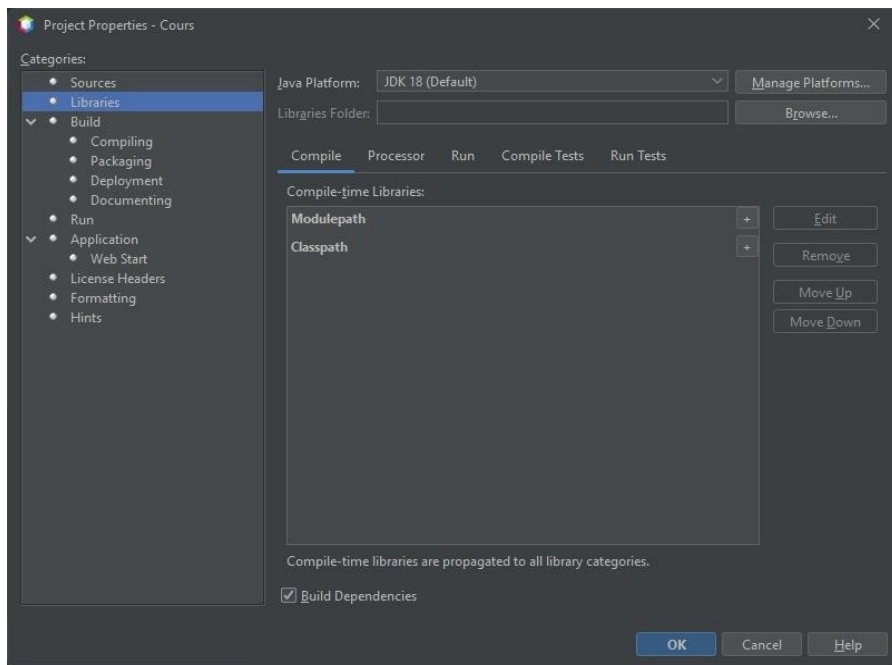 Project Properties - Cours
Categories:
Sources
Libraries
Build
Compiling
Packaging
Deployment
Documenting
Run
Application
Web Start
License Headers
Formatting
Hints
Java Platform: JDK 18 (Default) Manage Platforms...
Libraries Folder: Browse...
Compile Processor Run Compile Tests Run Tests
Compile-time Libraries:
Modulepath + Edit
Classpath + Remove
Move Up
Move Down
Compile-time libraries are propagated to all library categories.
Build Dependencies
OK Cancel Help